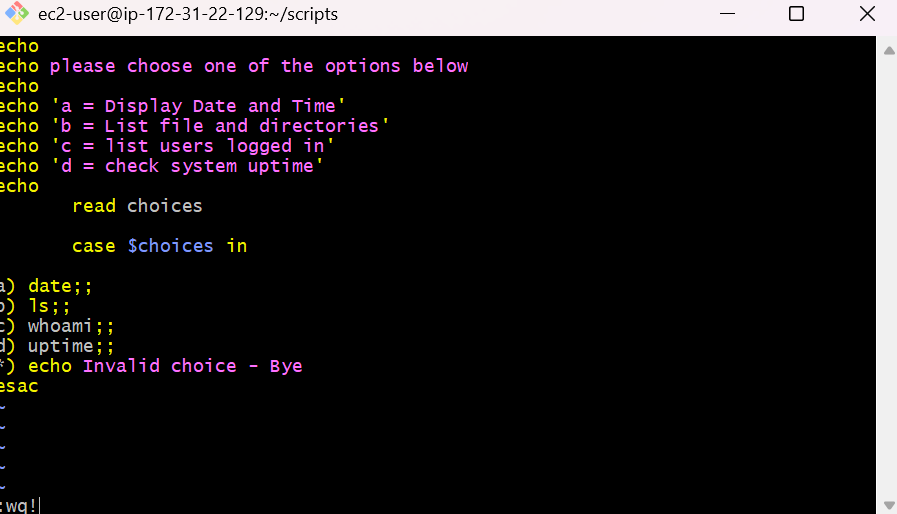 ec2-user@ip-172-31-22-129:~/scripts
echo
echo please choose one of the options below
echo
echo 'a = Display Date and Time'
echo 'b = List file and directories'
echo 'c = list users logged in'
echo 'd = check system uptime'
echo
read choices
case $choices in
a) date;;
b) ls;;
c) whoami;;
d) uptime;;
*) echo Invalid choice - Bye
esac
~
~
~
~
~
:wq!